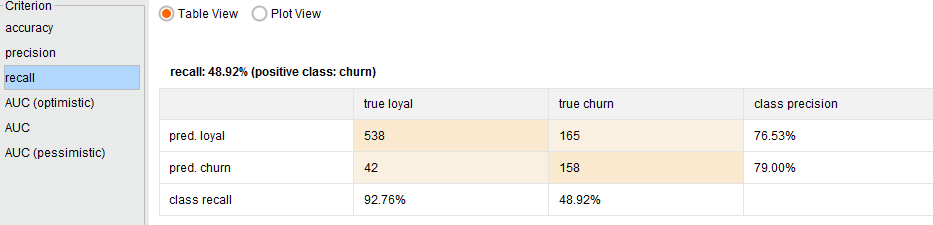 Criterion
accuracy
precision
recall
AUC (optimistic)
AUC
AUC (pessimistic)
Table View Plot View
recall: 48.92% (positive class: churn)
true loyal true churn class precision
pred. loyal 538 165 76.53%
pred. churn 42 158 79.00%
class recall 92.76% 48.92%